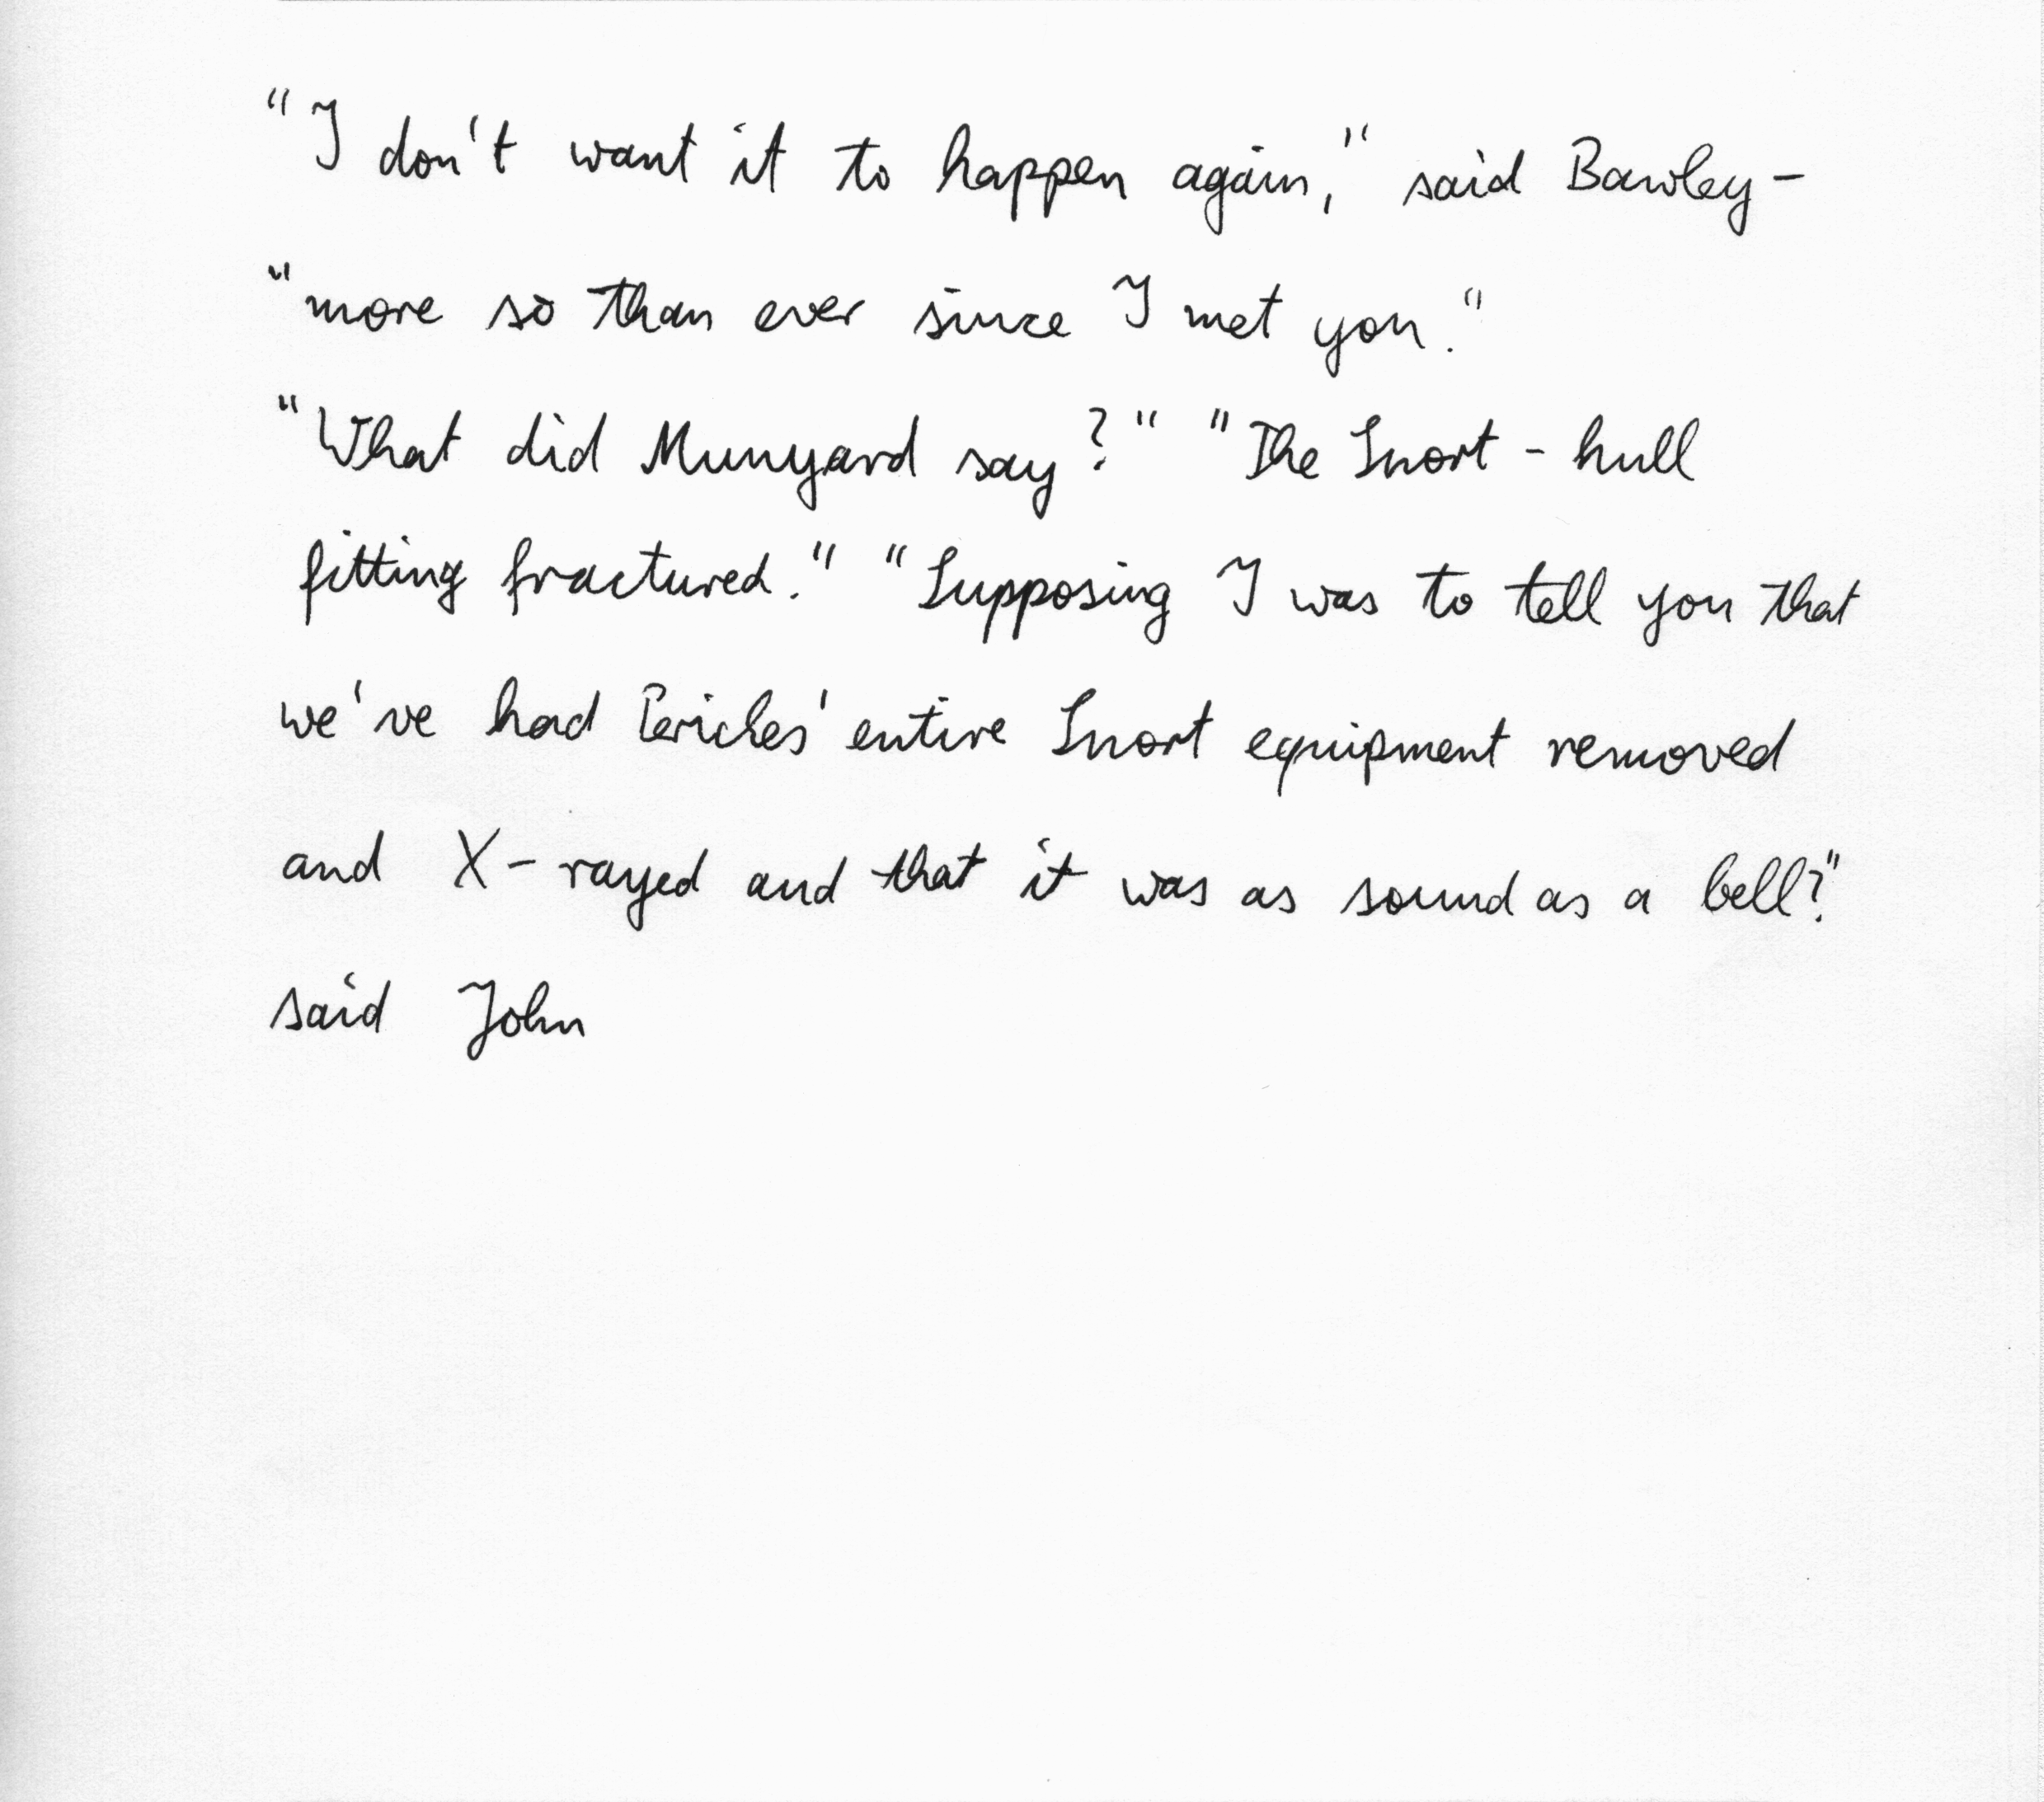 "I don't want it to happen again," said Bawley -
"more so than ever since I met you."
"What did Munyard say?" "The Snort - hull
fitting fractured." "Supposing I was to tell you that
we've had Pericles' entire Snort equipment removed
and X-rayed and that it was as sound as a bell?"
said John